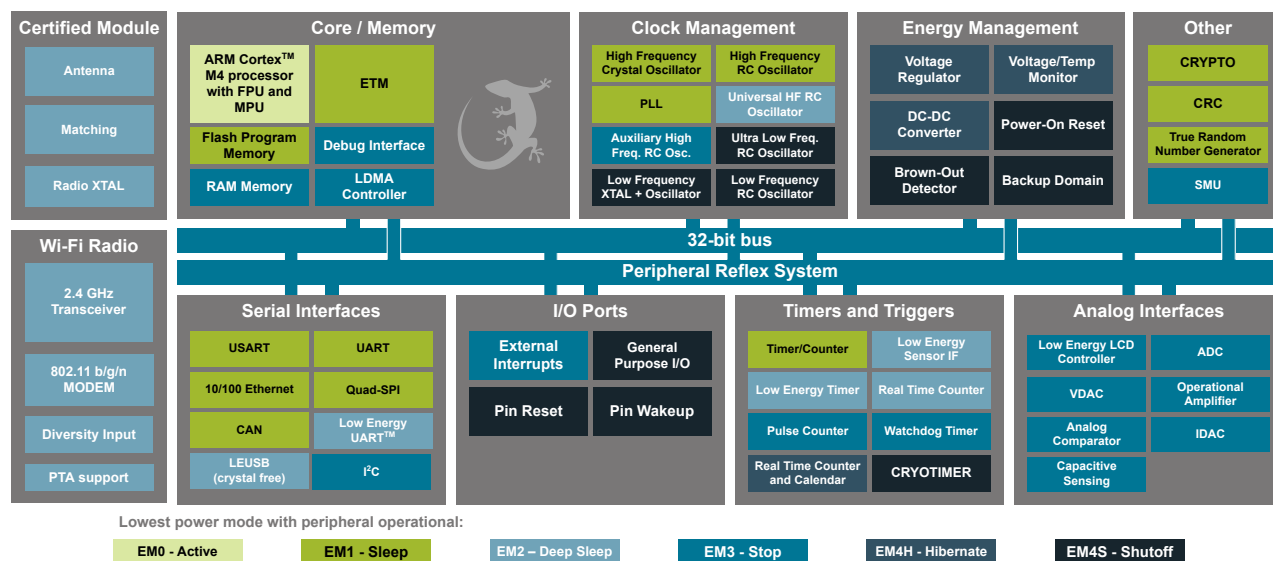 Certified Module
Antenna
Matching
Radio XTAL
Core / Memory
ARM Cortex™
M4 processor
with FPU and
MPU
ETM
Flash Program
Memory
Debug Interface
RAM Memory
LDMA
Controller
Clock Management
High Frequency
Crystal Oscillator
High Frequency
RC Oscillator
PLL
Universal HF RC
Oscillator
Auxiliary High
Freq. RC Osc.
Ultra Low Freq.
RC Oscillator
Low Frequency
XTAL + Oscillator
Low Frequency
RC Oscillator
Energy Management
Voltage
Regulator
Voltage/Temp
Monitor
DC-DC
Converter
Power-On Reset
Brown-Out
Detector
Backup Domain
Other
CRYPTO
CRC
True Random
Number Generator
SMU
32-bit bus
Peripheral Reflex System
Wi-Fi Radio
2.4 GHz
Transceiver
802.11 b/g/n
MODEM
Diversity Input
PTA support
Serial Interfaces
USART
UART
10/100 Ethernet
Quad-SPI
CAN
Low Energy
UART™
LEUSB
(crystal free)
I²C
I/O Ports
External
Interrupts
General
Purpose I/O
Pin Reset
Pin Wakeup
Timers and Triggers
Timer/Counter
Low Energy
Sensor IF
Low Energy Timer
Real Time Counter
Pulse Counter
Watchdog Timer
Real Time Counter
and Calendar
CRYOTIMER
Analog Interfaces
Low Energy LCD
Controller
ADC
VDAC
Operational
Amplifier
Analog
Comparator
IDAC
Capacitive
Sensing
Lowest power mode with peripheral operational:
EM0 - Active
EM1 - Sleep
EM2 – Deep Sleep
EM3 - Stop
EM4H - Hibernate
EM4S - Shutoff